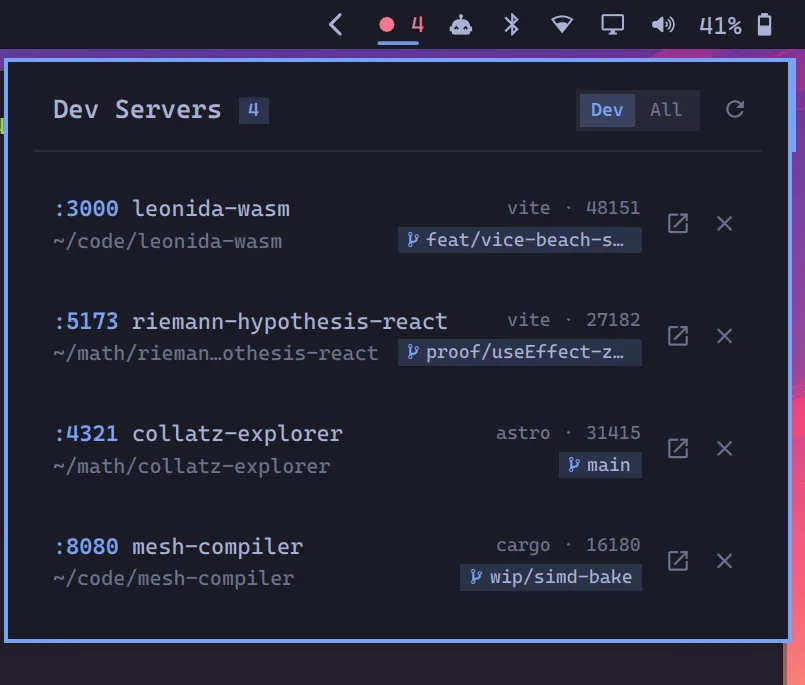 4 41%
Dev Servers 4 Dev All
:3000 leonida-wasm vite · 48151
~/code/leonida-wasm feat/vice-beach-s…
:5173 riemann-hypothesis-react vite · 27182
~/math/rieman…othesis-react proof/useEffect-z…
:4321 collatz-explorer astro · 31415
~/math/collatz-explorer main
:8080 mesh-compiler cargo · 16180
~/code/mesh-compiler wip/simd-bake